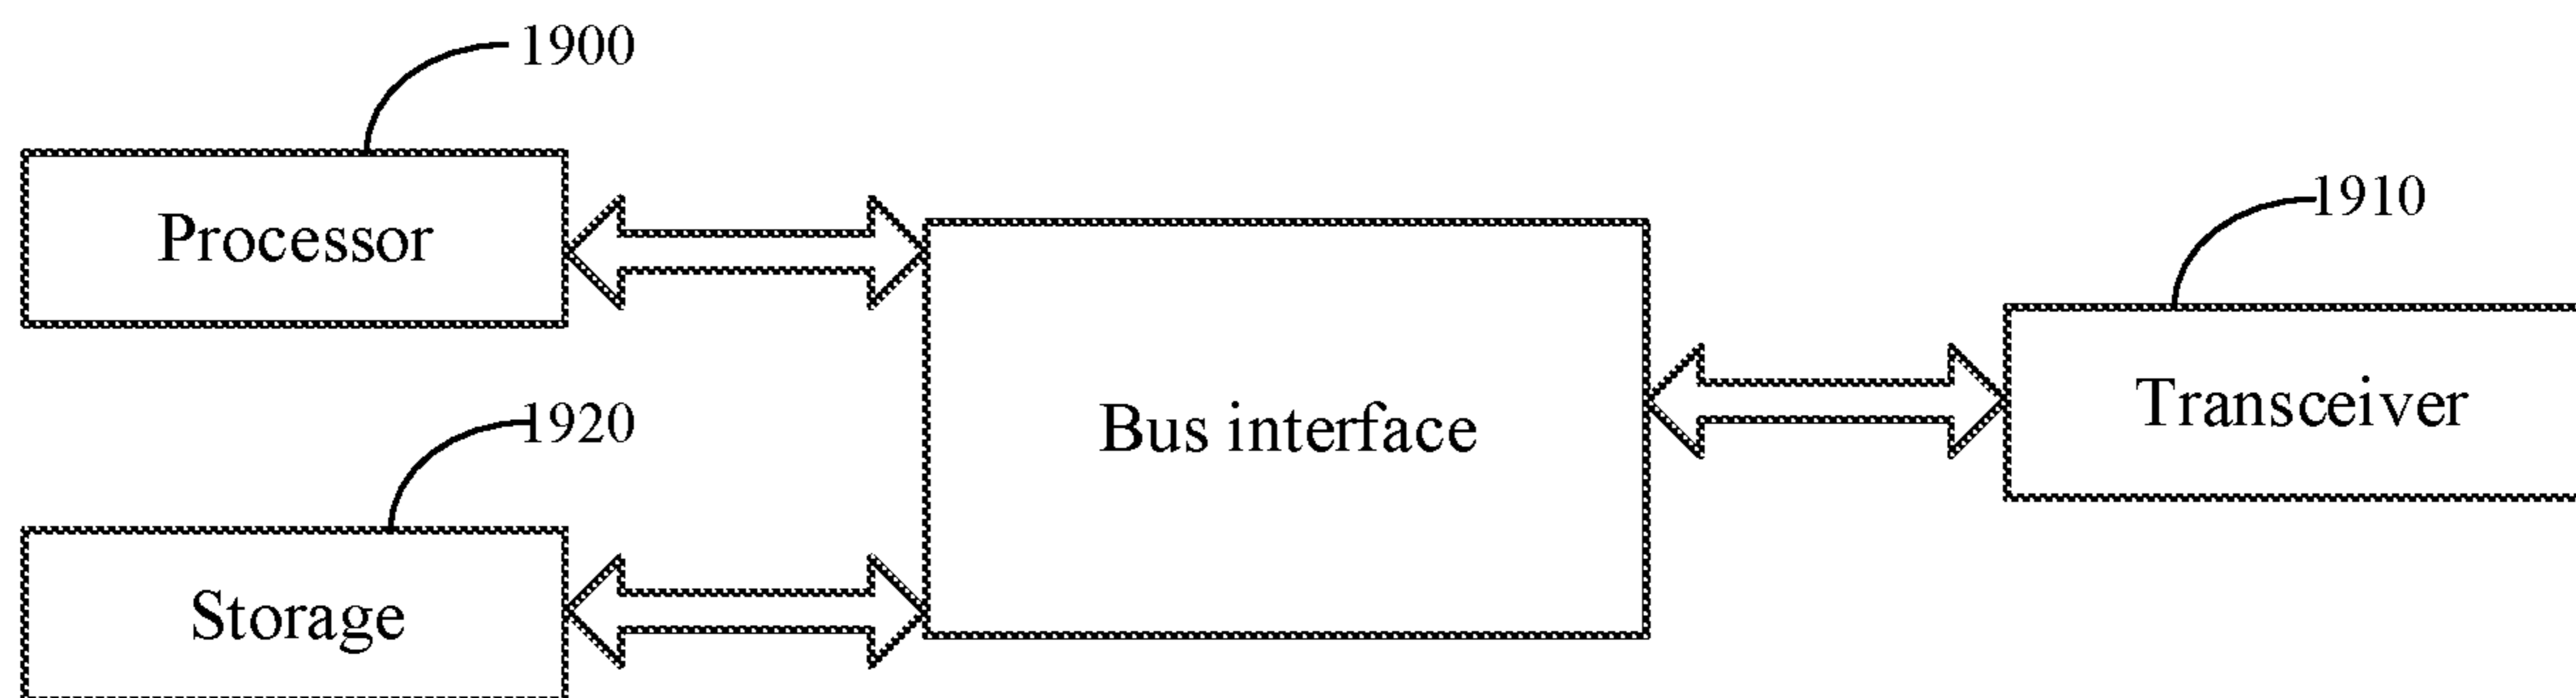 1900
Processor
1910
Bus interface
Transceiver
1920
Storage